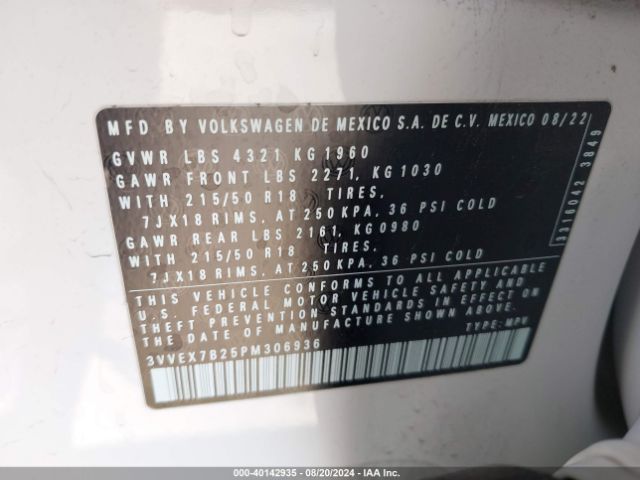 MFD BY VOLKSWAGEN DE MEXICO S.A. DE C.V. MEXICO 08/22
GVWR LBS 4321 KG 1960
GAWR FRONT LBS 2271, KG 1030
WITH 215/50 R18 TIRES,
7JX18 RIMS, AT 250 KPA, 36 PSI COLD
GAWR REAR LBS 2161, KG0980
WITH 215/50 R18 TIRES,
7JX18 RIMS, AT 250 KPA, 36 PSI COLD
THIS VEHICLE CONFORMS TO ALL APPLICABLE
U.S. FEDERAL MOTOR VEHICLE SAFETY AND
THEFT PREVENTION STANDARDS IN EFFECT ON
THE DATE OF MANUFACTURE SHOWN ABOVE.
3VVEX7B25PM306936 TYPE: MPV
3316042 3849
000-40142935 - 08/20/2024 - IAA Inc.